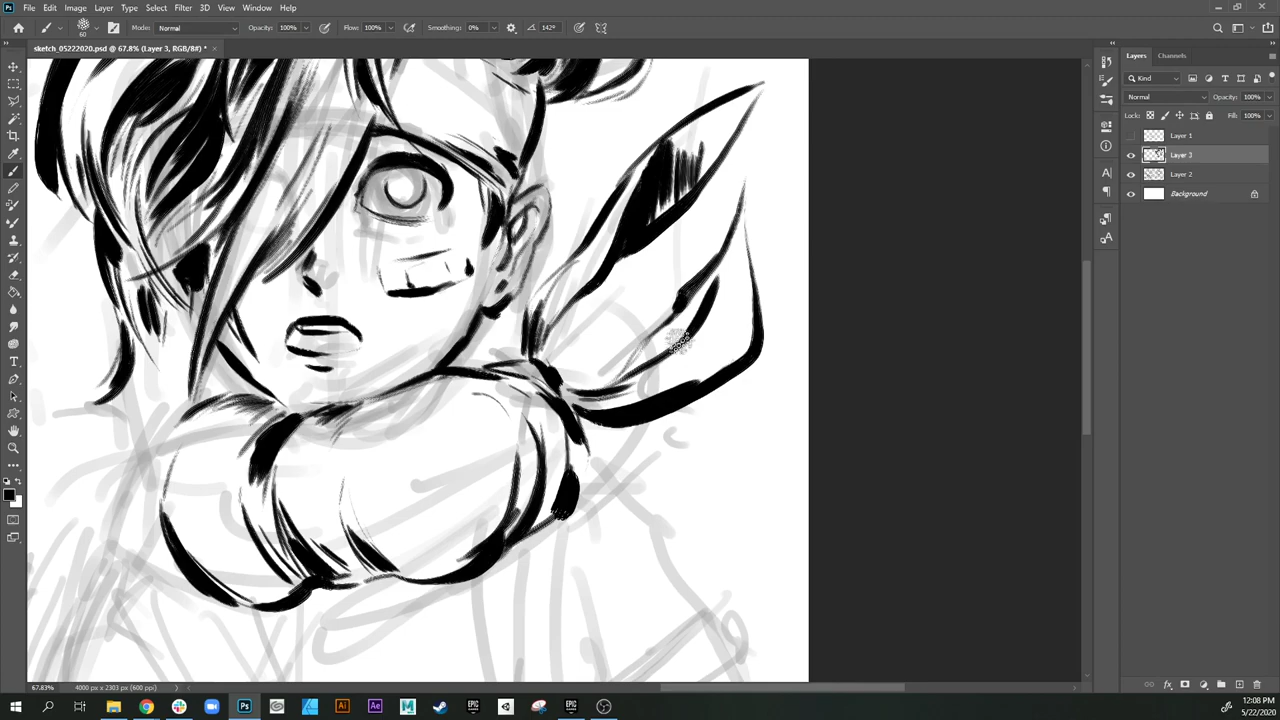 File Edit Image Layer Type Select Filter 3D View Window Help
60 Mode: Normal Opacity: 100% Flow: 100% Smoothing: 0% 142°
sketch_05222020.psd @ 67.8% (Layer 3, RGB/8#) *
Layers Channels
Kind
Normal Opacity: 100%
Lock: Fill: 100%
Layer 1
Layer 3
Layer 2
Background
67.83% 4000 px x 2303 px (600 ppi)
12:08 PM
5/22/2020